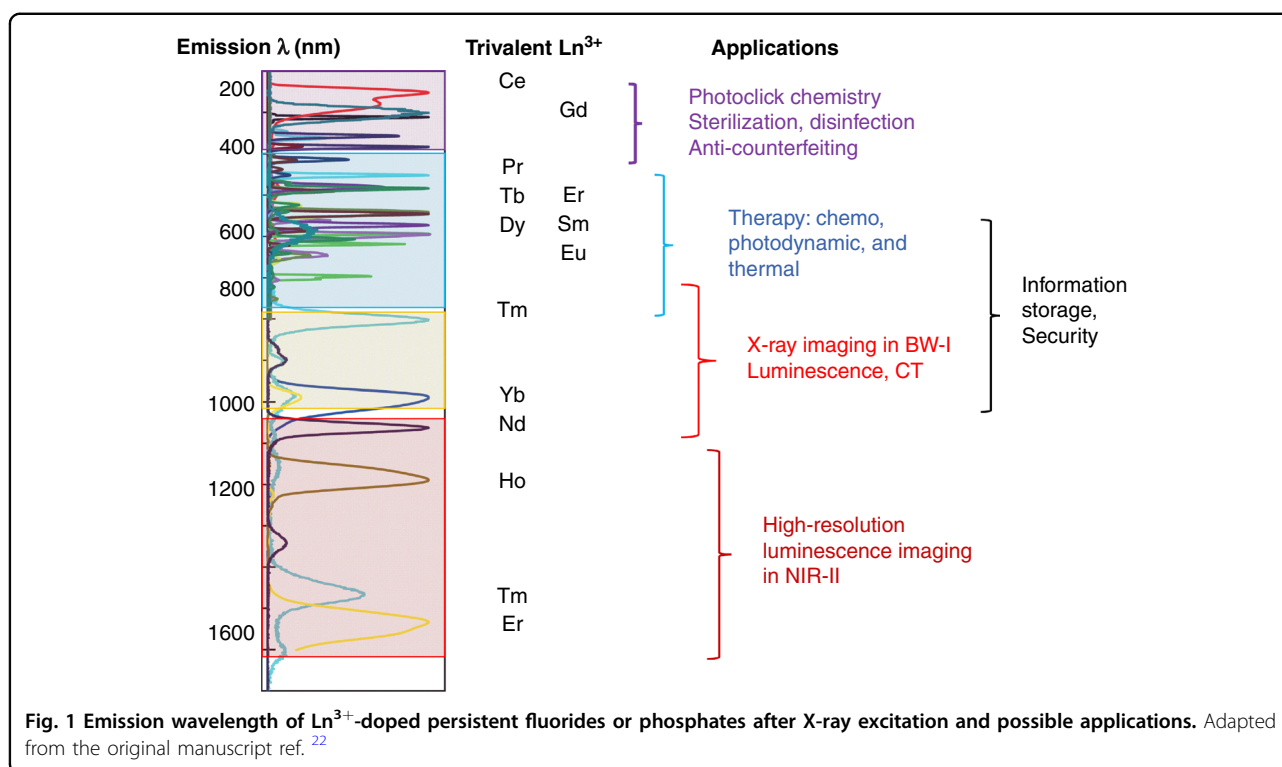 Emission λ (nm) Trivalent Ln³⁺ Applications
200
400
600
800
1000
1200
1600
Ce
Gd
Pr
Tb Er
Dy Sm
Eu
Tm
Yb
Nd
Ho
Tm
Er
Photoclick chemistry
Sterilization, disinfection
Anti-counterfeiting
Therapy: chemo,
photodynamic, and
thermal
X-ray imaging in BW-I
Luminescence, CT
Information
storage,
Security
High-resolution
luminescence imaging
in NIR-II
Fig. 1 Emission wavelength of Ln³⁺-doped persistent fluorides or phosphates after X-ray excitation and possible applications. Adapted
from the original manuscript ref. ²²